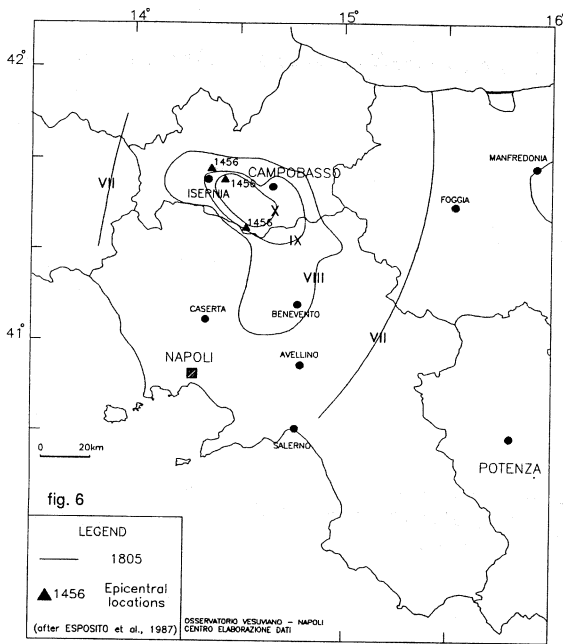 14° 15° 16°
42°
1456
CAMPOBASSO
MANFREDONIA
VII
1456
ISERNIA
X
FOGGIA
1456
IX
VIII
CASERTA
BENEVENTO
41°
VII
NAPOLI
AVELLINO
SALERNO
0 20km
POTENZA
fig. 6
LEGEND
1805
1456 Epicentral
locations
(after ESPOSITO et al., 1987)
OSSERVATORIO VESUVIANO – NAPOLI
CENTRO ELABORAZIONE DATI